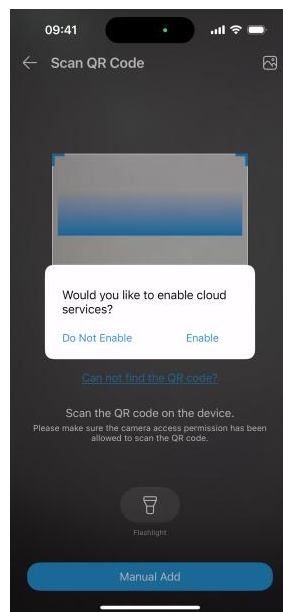 09:41
Scan QR Code
Would you like to enable cloud
services?
Do Not Enable
Enable
Can not find the QR code?
Scan the QR code on the device.
Please make sure the camera access permission has been
allowed to scan the QR code.
Flashlight
Manual Add